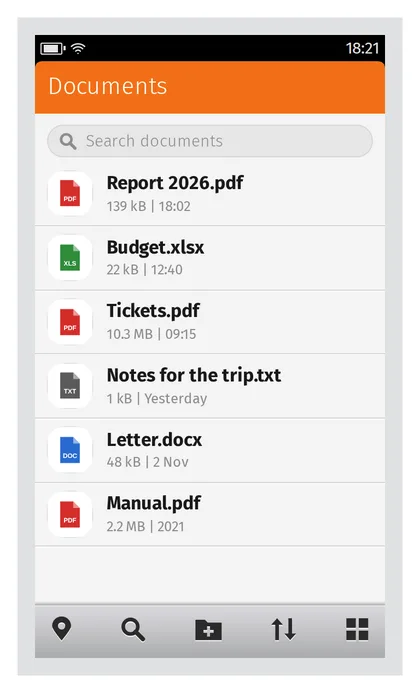 18:21
Documents
Search documents
Report 2026.pdf
PDF
139 kB | 18:02
Budget.xlsx
XLS
22 kB | 12:40
Tickets.pdf
PDF
10.3 MB | 09:15
Notes for the trip.txt
TXT
1 kB | Yesterday
Letter.docx
DOC
48 kB | 2 Nov
Manual.pdf
PDF
2.2 MB | 2021